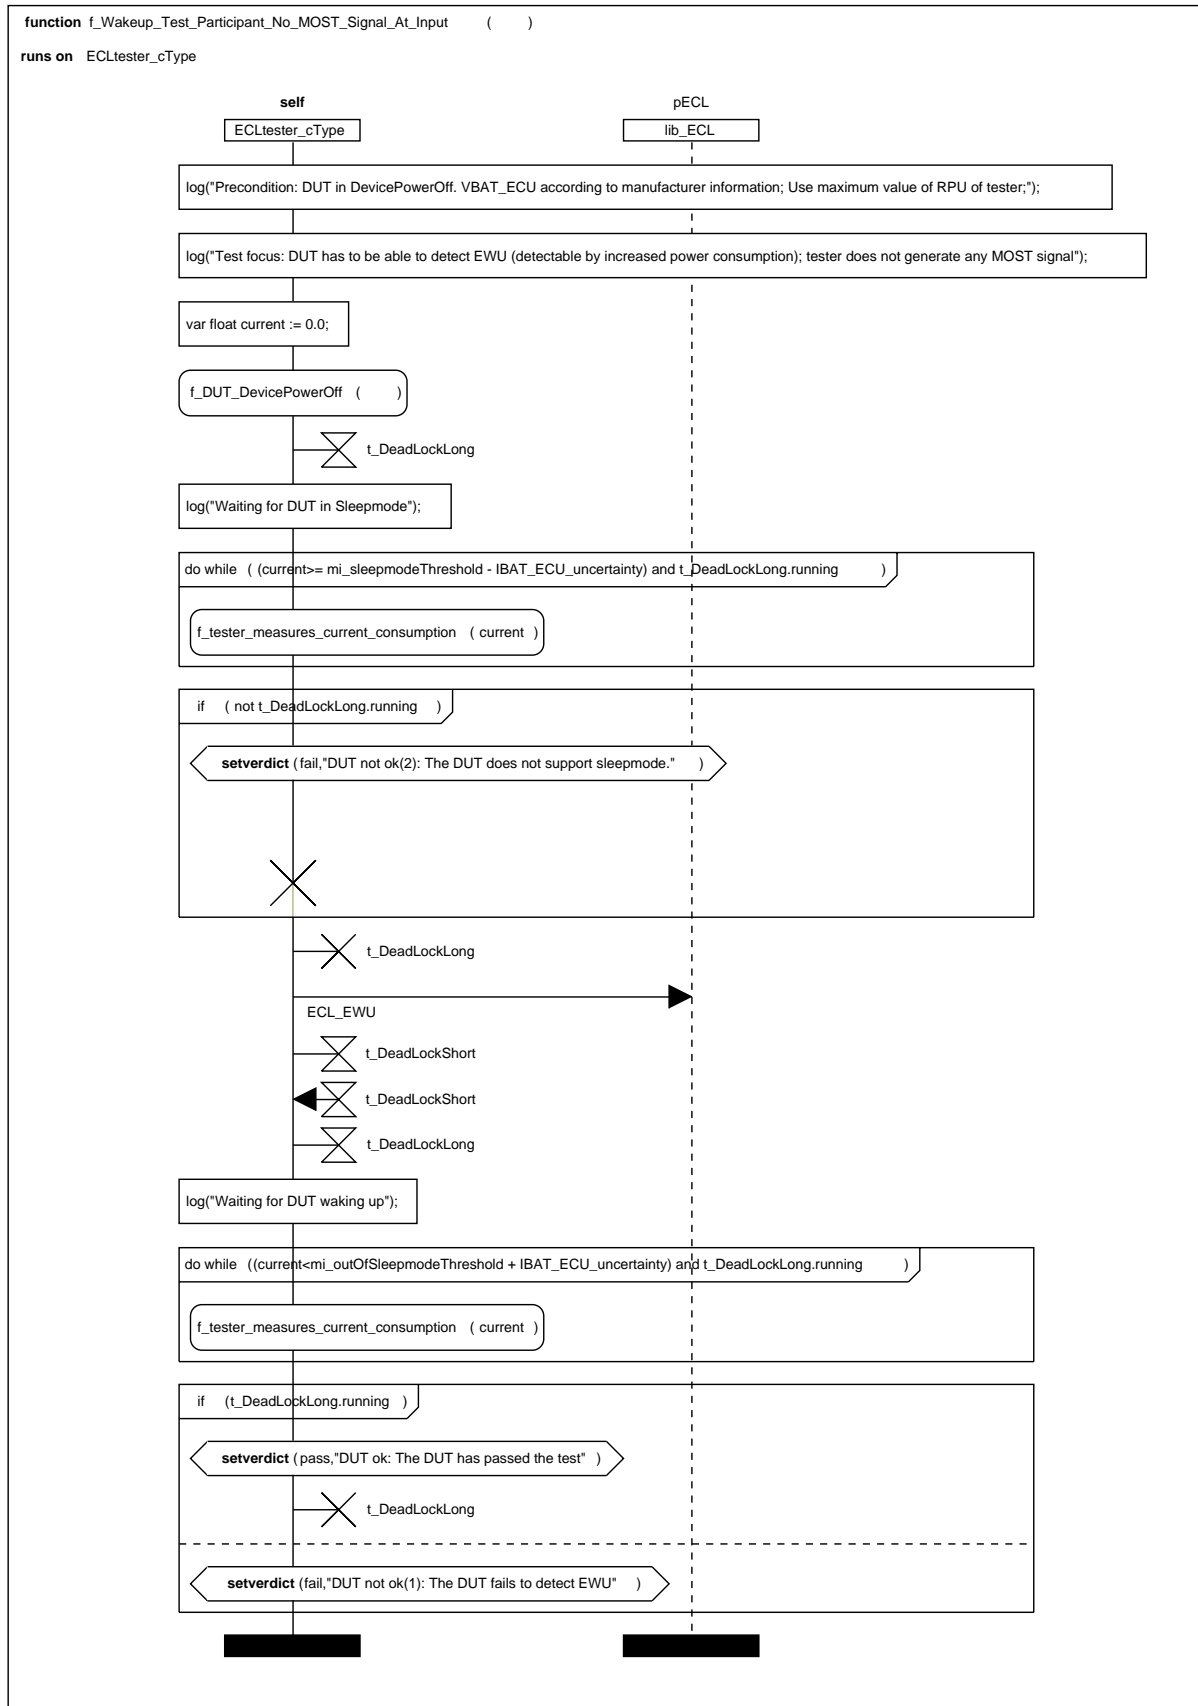 function f_Wakeup_Test_Participant_No_MOST_Signal_At_Input ( )
runs on ECLtester_cType
self pECL
ECLtester_cType lib_ECL
log("Precondition: DUT in DevicePowerOff. VBAT_ECU according to manufacturer information; Use maximum value of RPU of tester;");
log("Test focus: DUT has to be able to detect EWU (detectable by increased power consumption); tester does not generate any MOST signal");
var float current := 0.0;
f_DUT_DevicePowerOff ( )
t_DeadLockLong
log("Waiting for DUT in Sleepmode");
do while ( (current>= mi_sleepmodeThreshold - IBAT_ECU_uncertainty) and t_DeadLockLong.running )
f_tester_measures_current_consumption ( current )
if ( not t_DeadLockLong.running )
setverdict (fail,"DUT not ok(2): The DUT does not support sleepmode." )
t_DeadLockLong
ECL_EWU
t_DeadLockShort
t_DeadLockShort
t_DeadLockLong
log("Waiting for DUT waking up");
do while ((current<mi_outOfSleepmodeThreshold + IBAT_ECU_uncertainty) and t_DeadLockLong.running )
f_tester_measures_current_consumption ( current )
if (t_DeadLockLong.running )
setverdict (pass,"DUT ok: The DUT has passed the test" )
t_DeadLockLong
setverdict (fail,"DUT not ok(1): The DUT fails to detect EWU" )